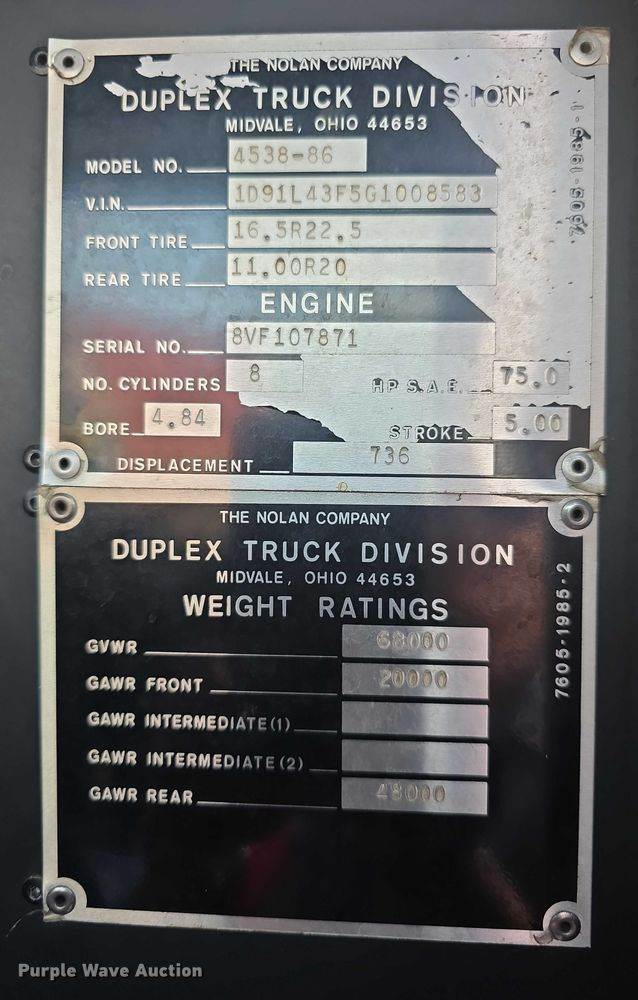 THE NOLAN COMPANY
DUPLEX TRUCK DIVISION
MIDVALE, OHIO 44653
MODEL NO. 4538-86
V.I.N. 1D91L43F5G1008583
FRONT TIRE 16.5R22.5
REAR TIRE 11.00R20
ENGINE
SERIAL NO. 8VF107871
NO. CYLINDERS 8 HP S.A.E. 75.0
BORE 4.84 STROKE 5.00
DISPLACEMENT 736
7605-1985-1
THE NOLAN COMPANY
DUPLEX TRUCK DIVISION
MIDVALE, OHIO 44653
WEIGHT RATINGS
GVWR 68000
GAWR FRONT 20000
GAWR INTERMEDIATE (1)
GAWR INTERMEDIATE (2)
GAWR REAR 48000
7605-1985-2
Purple Wave Auction